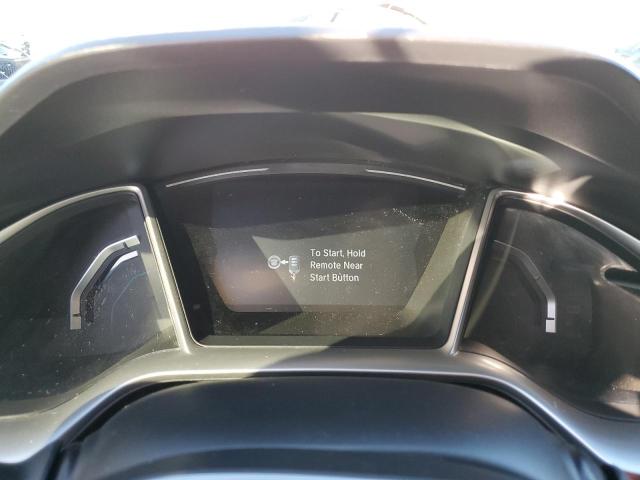 To Start, Hold
Remote Near
Start Button